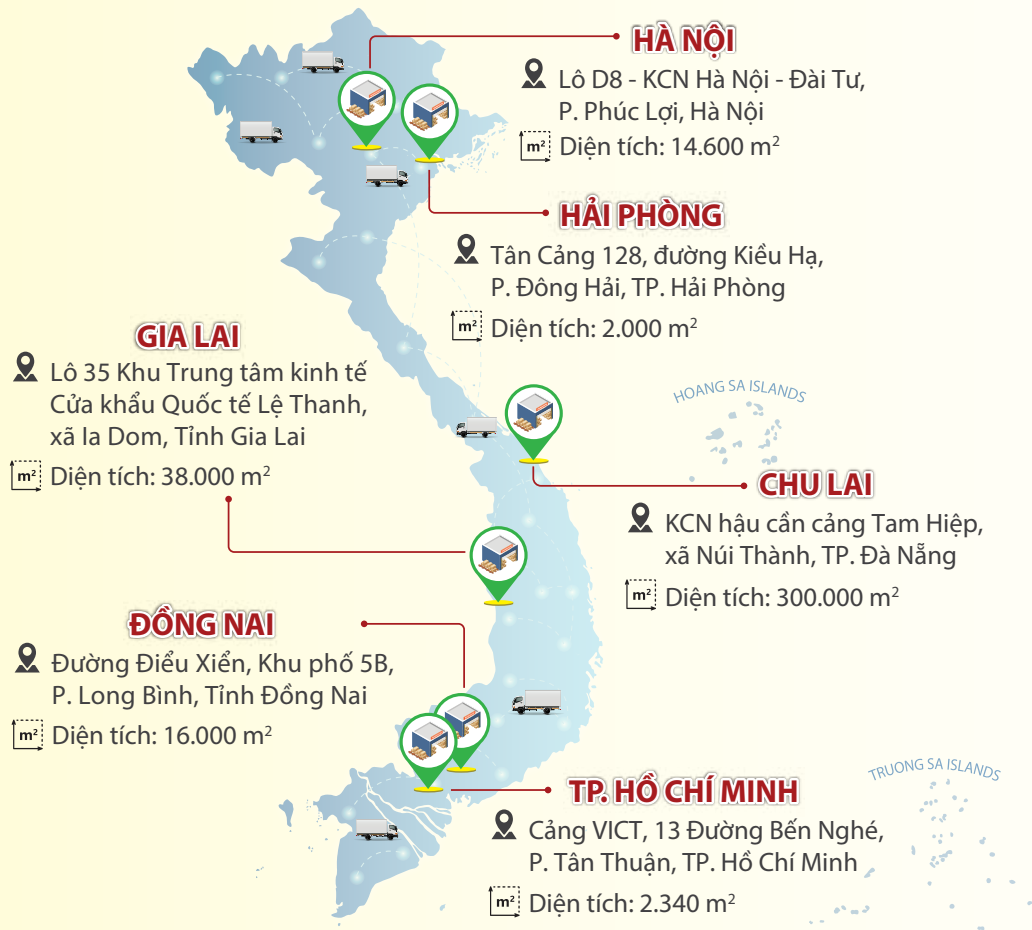 HÀ NỘI
Lô D8 - KCN Hà Nội - Đài Tư,
P. Phúc Lợi, Hà Nội
m²
Diện tích: 14.600 m²
HẢI PHÒNG
Tân Cảng 128, đường Kiều Hạ,
P. Đông Hải, TP. Hải Phòng
m²
Diện tích: 2.000 m²
GIA LAI
Lô 35 Khu Trung tâm kinh tế
Cửa khẩu Quốc tế Lệ Thanh,
xã Ia Dom, Tỉnh Gia Lai
m²
Diện tích: 38.000 m²
HOANG SA ISLANDS
CHU LAI
KCN hậu cần cảng Tam Hiệp,
xã Núi Thành, TP. Đà Nẵng
m²
Diện tích: 300.000 m²
ĐỒNG NAI
Đường Điểu Xiển, Khu phố 5B,
P. Long Bình, Tỉnh Đồng Nai
m²
Diện tích: 16.000 m²
TRUONG SA ISLANDS
TP. HỒ CHÍ MINH
Cảng VICT, 13 Đường Bến Nghé,
P. Tân Thuận, TP. Hồ Chí Minh
m²
Diện tích: 2.340 m²